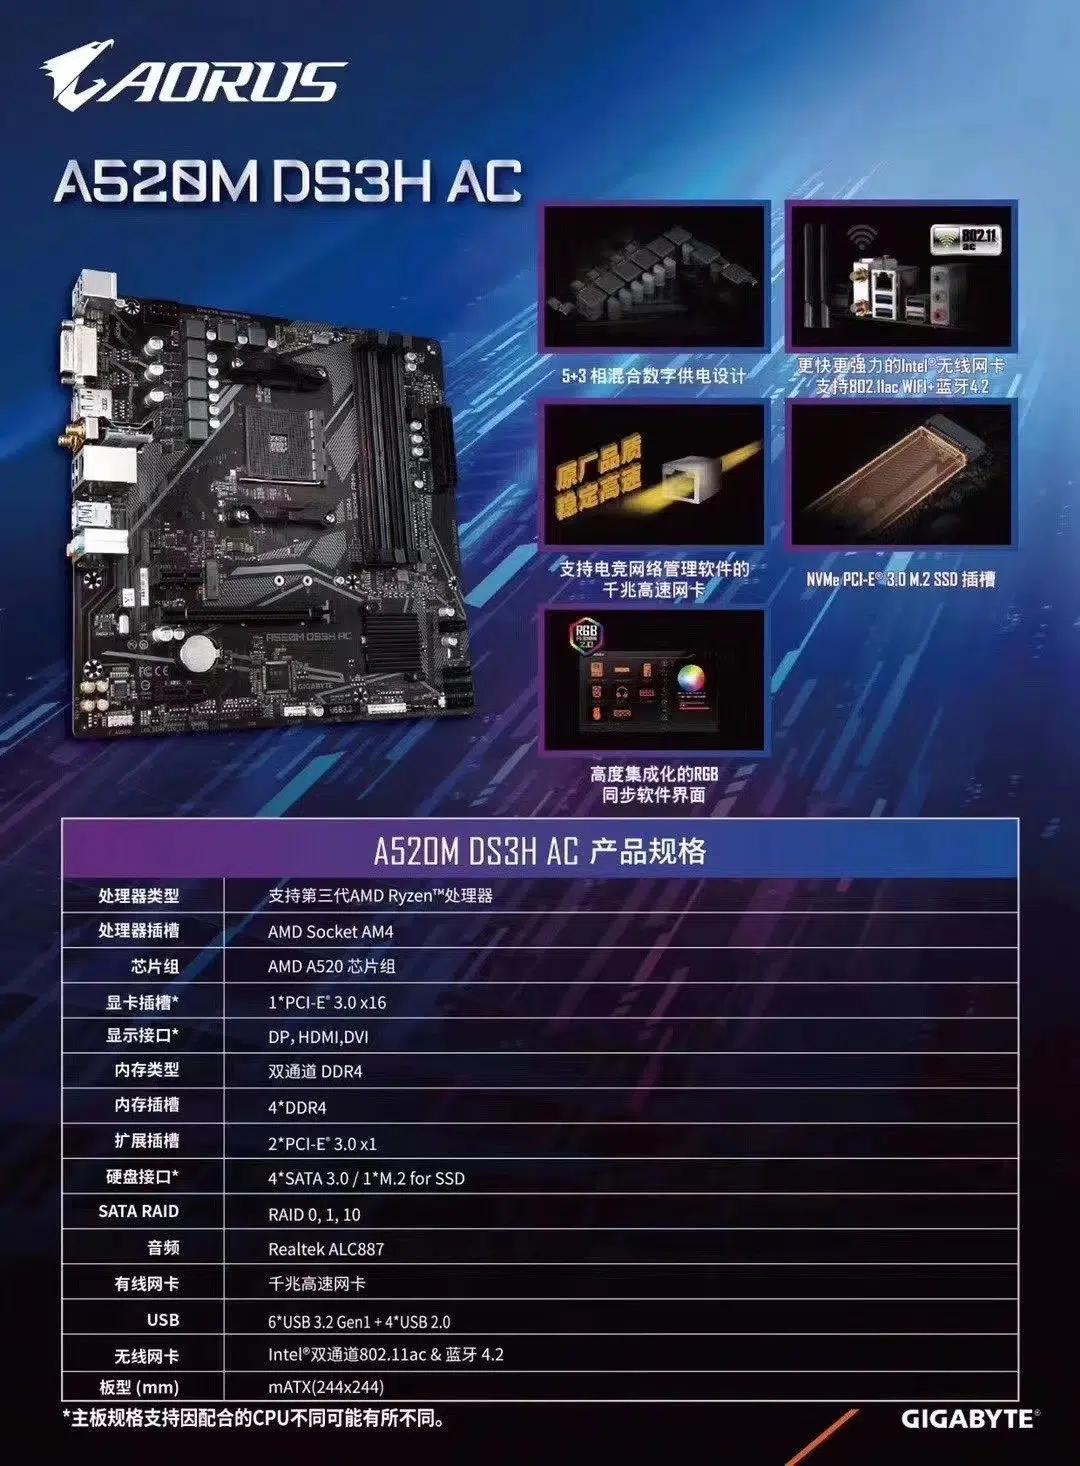 AORUS
A520M DS3H AC
802.11
ac
5+3 相混合数字供电设计
更快更强力的Intel®无线网卡
支持802.11ac WIFI+蓝牙4.2
原厂品质
稳定高速
支持电竞网络管理软件的
千兆高速网卡
NVMe PCI-E® 3.0 M.2 SSD 插槽
RGB
FUSION
2.0
高度集成化的RGB
同步软件界面
A520M DS3H AC
FC CE
GIGABYTE
A520M DS3H AC 产品规格
处理器类型 支持第三代AMD Ryzen™处理器
处理器插槽 AMD Socket AM4
芯片组 AMD A520 芯片组
显卡插槽* 1*PCI-E® 3.0 x16
显示接口* DP,HDMI,DVI
内存类型 双通道 DDR4
内存插槽 4*DDR4
扩展插槽 2*PCI-E® 3.0 x1
硬盘接口* 4*SATA 3.0 / 1*M.2 for SSD
SATA RAID RAID 0, 1, 10
音频 Realtek ALC887
有线网卡 千兆高速网卡
USB 6*USB 3.2 Gen1 + 4*USB 2.0
无线网卡 Intel®双通道802.11ac & 蓝牙 4.2
板型 (mm) mATX(244x244)
*主板规格支持因配合的CPU不同可能有所不同。
GIGABYTE®